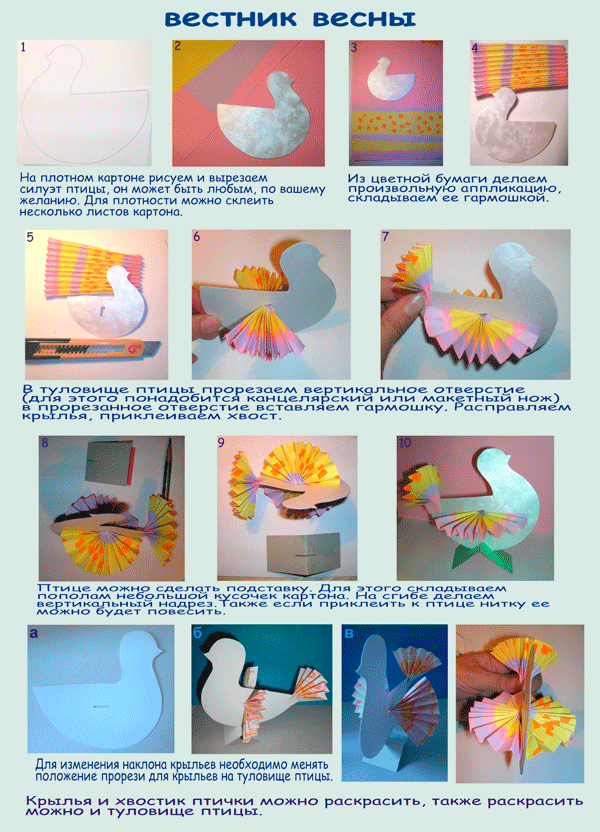 вестник весны
1
2
3
4
На плотном картоне рисуем и вырезаем
силуэт птицы, он может быть любым, по вашему
желанию. Для плотности можно склеить
несколько листов картона.
Из цветной бумаги делаем
произвольную аппликацию,
складываем ее гармошкой.
5
6
7
В туловище птицы прорезаем вертикальное отверстие
(для этого понадобится канцелярский или макетный нож)
в прорезанное отверстие вставляем гармошку. Расправляем
крылья, приклеиваем хвост.
8
9
10
Птице можно сделать подставку. Для этого складываем
пополам небольшой кусочек картона. На сгибе делаем
вертикальный надрез. Также если приклеить к птице нитку ее
можно будет повесить.
а
б
в
Для изменения наклона крыльев необходимо менять
положение прорези для крыльев на туловище птицы.
Крылья и хвостик птички можно раскрасить, также раскрасить
можно и туловище птицы.